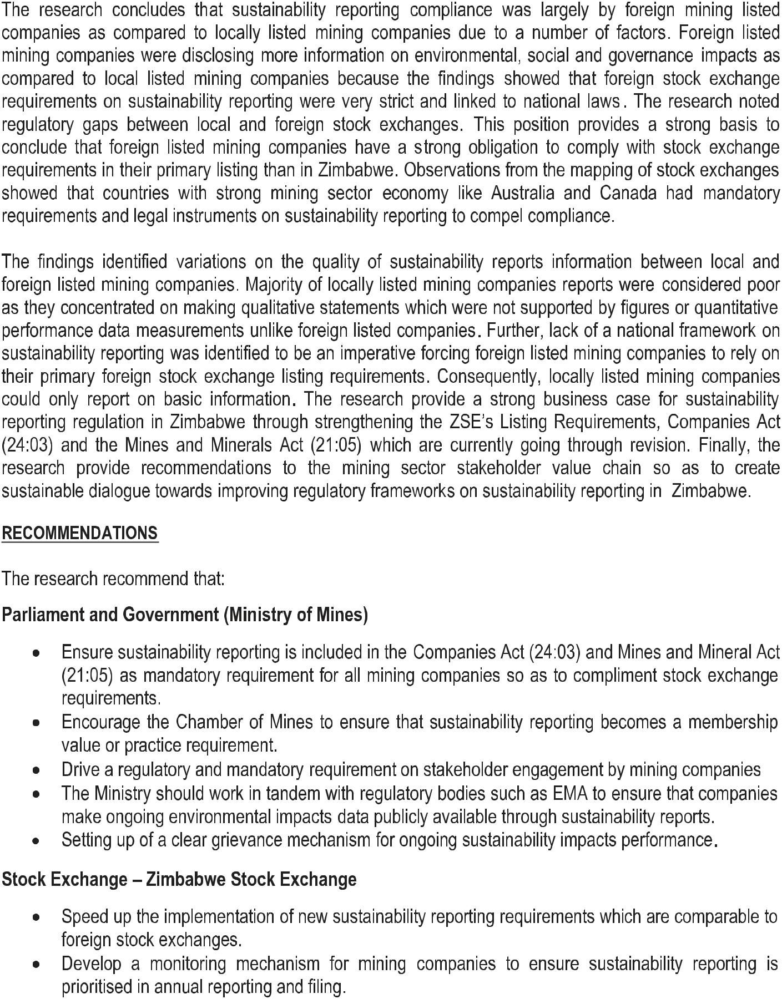 The research concludes that sustainability reporting compliance was largely by foreign mining listed
companies as compared to locally listed mining companies due to a number of factors. Foreign listed
mining companies were disclosing more information on environmental, social and governance impacts as
compared to local listed mining companies because the findings showed that foreign stock exchange
requirements on sustainability reporting were very strict and linked to national laws. The research noted
regulatory gaps between local and foreign stock exchanges. This position provides a strong basis to
conclude that foreign listed mining companies have a strong obligation to comply with stock exchange
requirements in their primary listing than in Zimbabwe. Observations from the mapping of stock exchanges
showed that countries with strong mining sector economy like Australia and Canada had mandatory
requirements and legal instruments on sustainability reporting to compel compliance.
The findings identified variations on the quality of sustainability reports information between local and
foreign listed mining companies. Majority of locally listed mining companies reports were considered poor
as they concentrated on making qualitative statements which were not supported by figures or quantitative
performance data measurements unlike foreign listed companies. Further, lack of a national framework on
sustainability reporting was identified to be an imperative forcing foreign listed mining companies to rely on
their primary foreign stock exchange listing requirements. Consequently, locally listed mining companies
could only report on basic information. The research provide a strong business case for sustainability
reporting regulation in Zimbabwe through strengthening the ZSE's Listing Requirements, Companies Act
(24:03) and the Mines and Minerals Act (21:05) which are currently going through revision. Finally, the
research provide recommendations to the mining sector stakeholder value chain so as to create
sustainable dialogue towards improving regulatory frameworks on sustainability reporting in Zimbabwe.
RECOMMENDATIONS
The research recommend that:
Parliament and Government (Ministry of Mines)
• Ensure sustainability reporting is included in the Companies Act (24:03) and Mines and Mineral Act
(21:05) as mandatory requirement for all mining companies so as to compliment stock exchange
requirements.
• Encourage the Chamber of Mines to ensure that sustainability reporting becomes a membership
value or practice requirement.
• Drive a regulatory and mandatory requirement on stakeholder engagement by mining companies
• The Ministry should work in tandem with regulatory bodies such as EMA to ensure that companies
make ongoing environmental impacts data publicly available through sustainability reports.
• Setting up of a clear grievance mechanism for ongoing sustainability impacts performance.
Stock Exchange – Zimbabwe Stock Exchange
• Speed up the implementation of new sustainability reporting requirements which are comparable to
foreign stock exchanges.
• Develop a monitoring mechanism for mining companies to ensure sustainability reporting is
prioritised in annual reporting and filing.